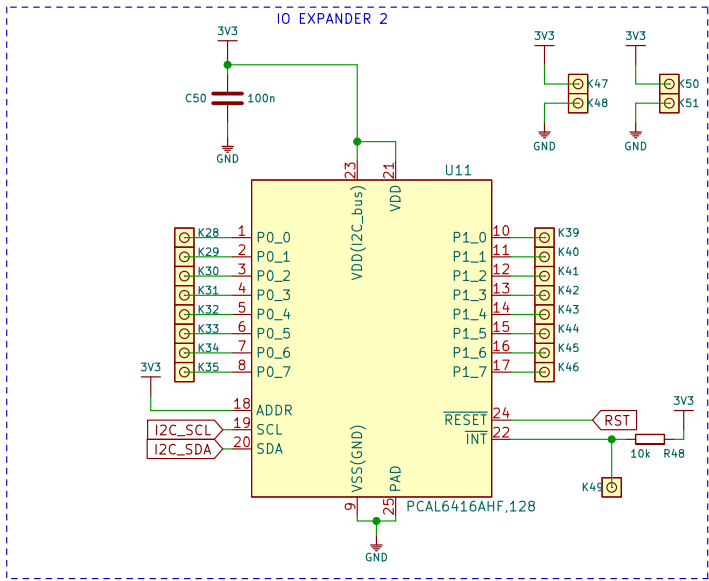 IO EXPANDER 2
3V3
3V3
3V3
C50
100n
K47
K50
K48
K51
GND
GND
GND
23
21
U11
VDD(I2C_bus)
VDD
K28
1
P0_0
P1_0
10
K39
K29
2
P0_1
P1_1
11
K40
K30
3
P0_2
P1_2
12
K41
K31
4
P0_3
P1_3
13
K42
K32
5
P0_4
P1_4
14
K43
K33
6
P0_5
P1_5
15
K44
K34
7
P0_6
P1_6
16
K45
K35
8
P0_7
P1_7
17
K46
3V3
18
ADDR
I2C_SCL
19
SCL
I2C_SDA
20
SDA
RESET
24
RST
3V3
INT
22
10k
R48
K49
VSS(GND)
PAD
9
25
PCAL6416AHF,128
GND